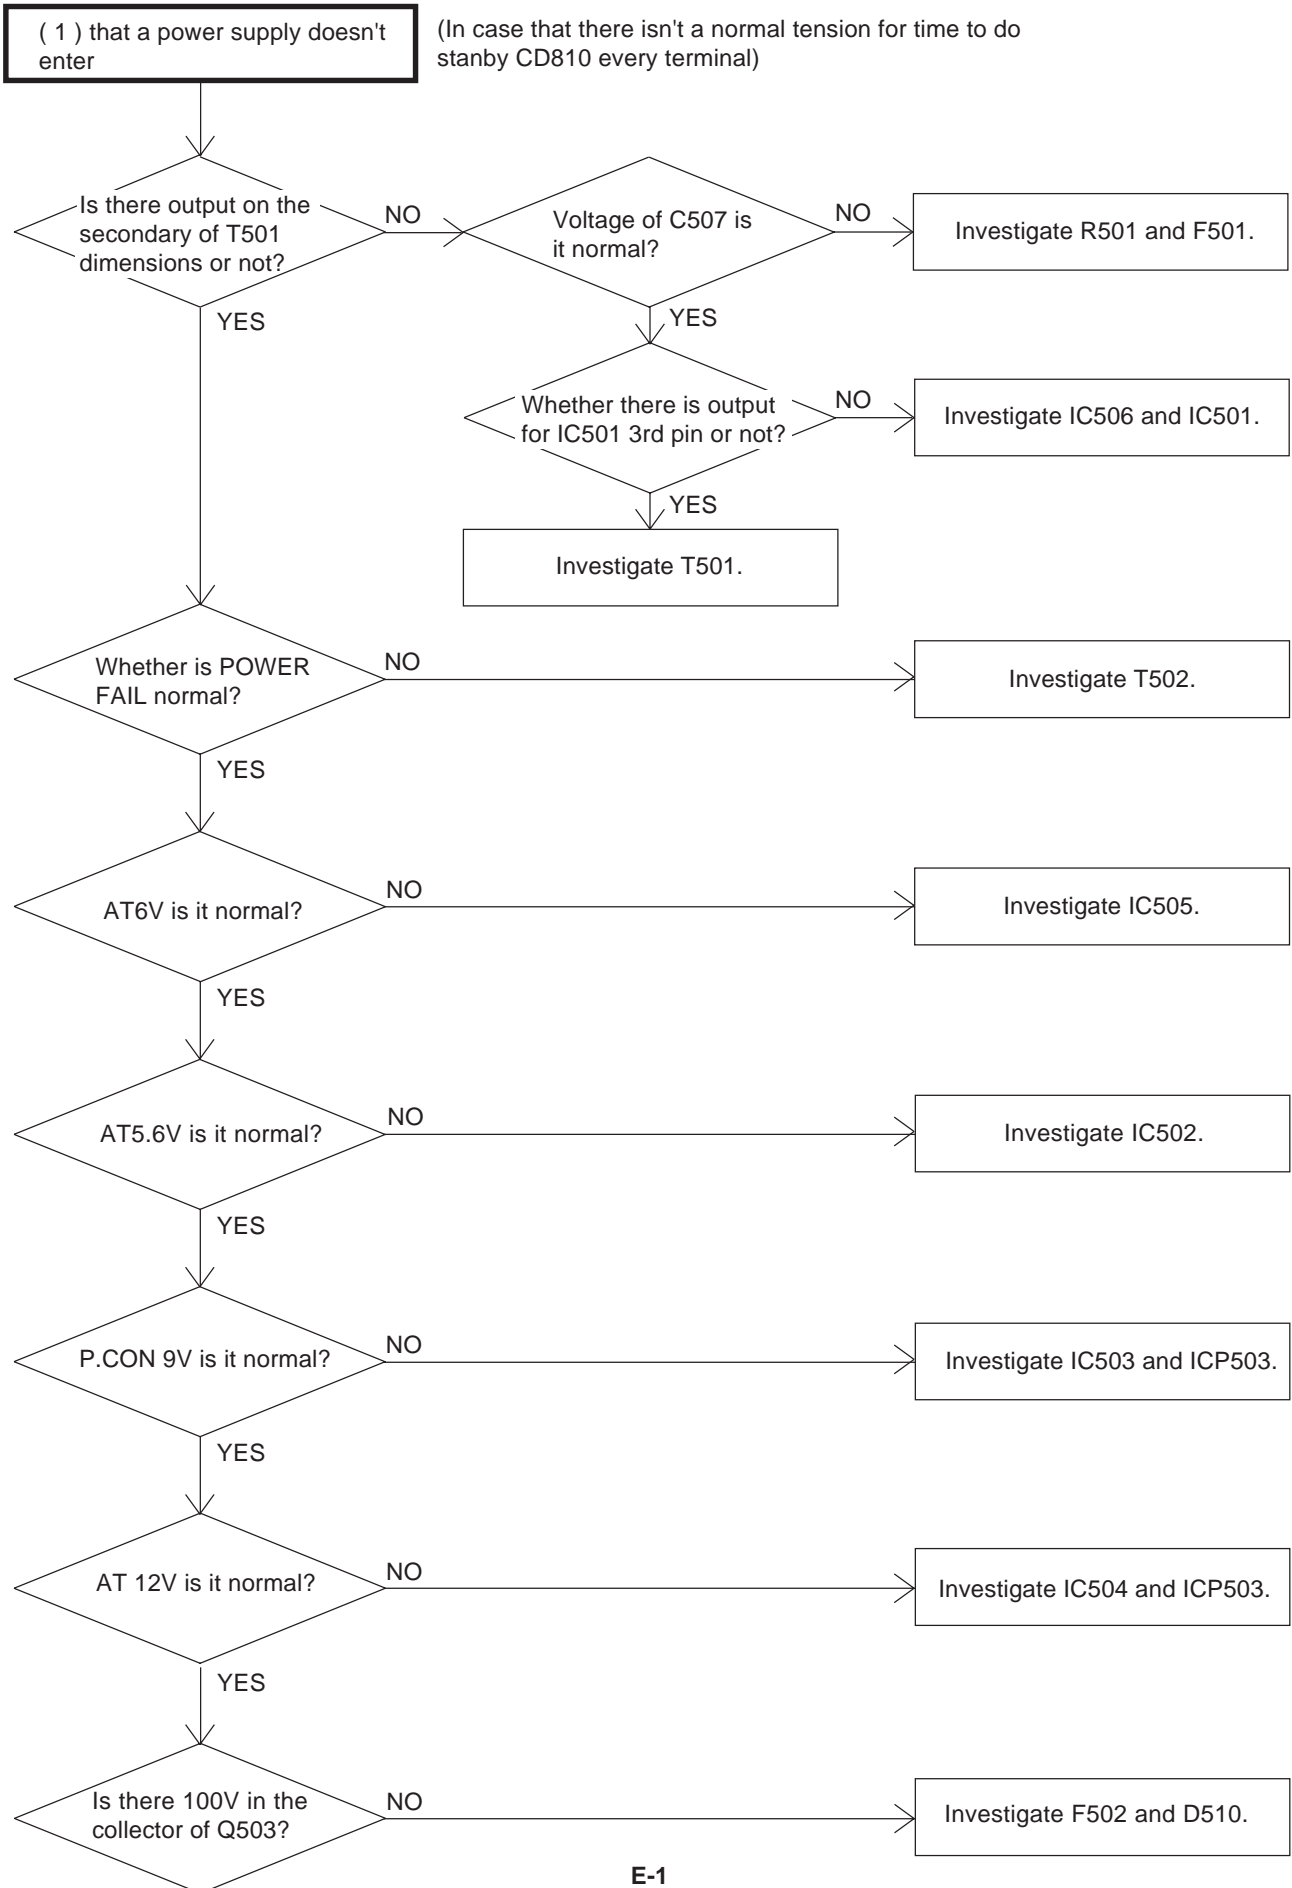 ( 1 ) that a power supply doesn't
enter
(In case that there isn't a normal tension for time to do
stanby CD810 every terminal)
Is there output on the
secondary of T501
dimensions or not?
NO
Voltage of C507 is
it normal?
NO
Investigate R501 and F501.
YES
YES
Whether there is output
for IC501 3rd pin or not?
NO
Investigate IC506 and IC501.
YES
Investigate T501.
Whether is POWER
FAIL normal?
NO
Investigate T502.
YES
AT6V is it normal?
NO
Investigate IC505.
YES
AT5.6V is it normal?
NO
Investigate IC502.
YES
P.CON 9V is it normal?
NO
Investigate IC503 and ICP503.
YES
AT 12V is it normal?
NO
Investigate IC504 and ICP503.
YES
Is there 100V in the
collector of Q503?
NO
Investigate F502 and D510.
E-1